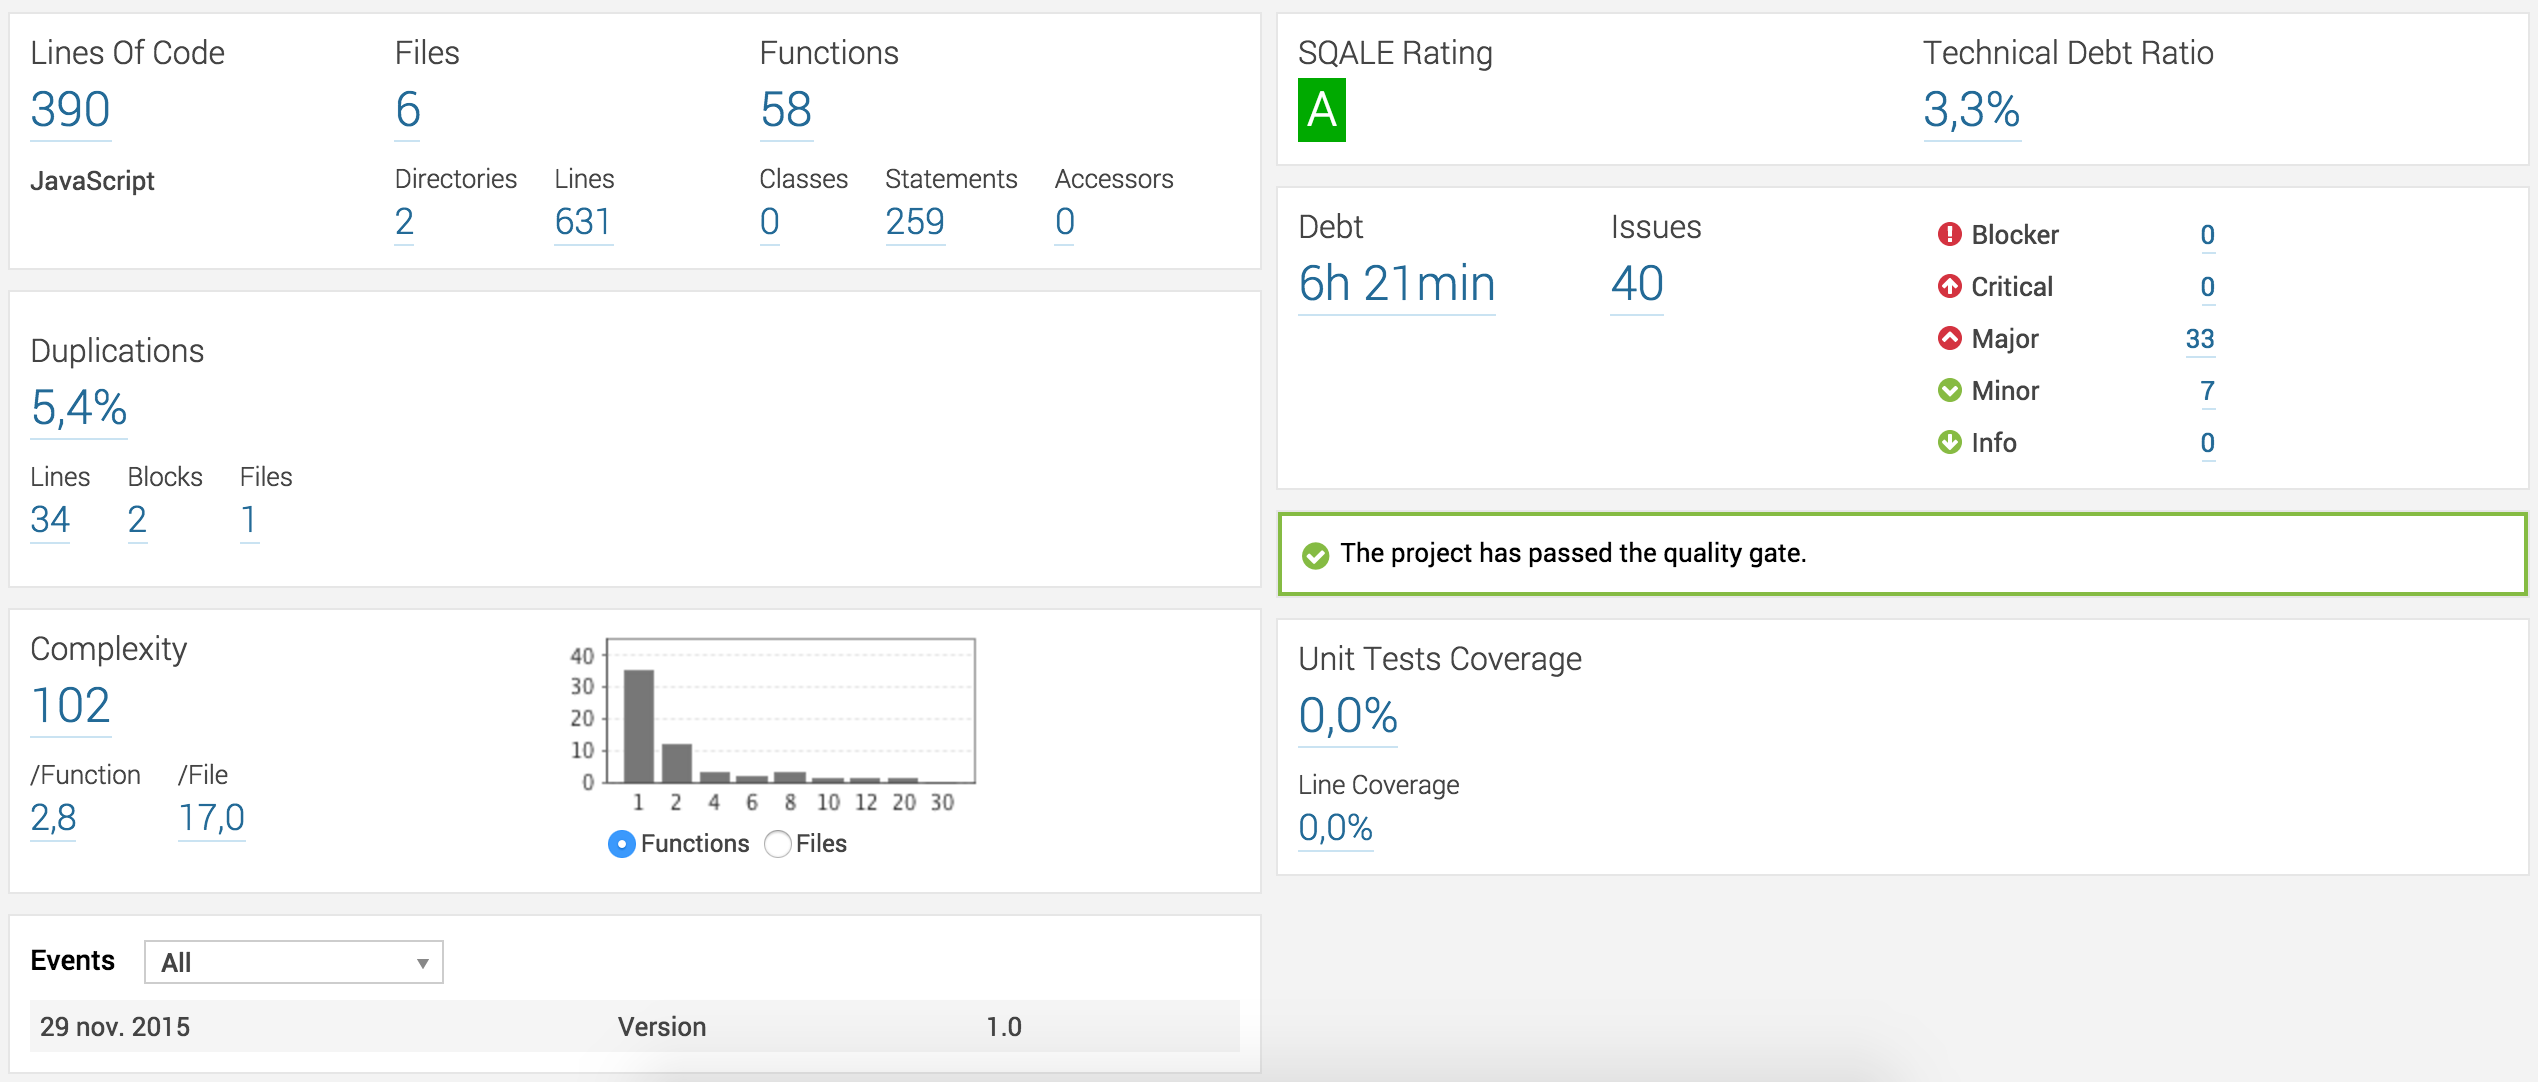 Lines Of Code Files Functions
390 6 58
JavaScript
Directories Lines Classes Statements Accessors
2 631 0 259 0
Duplications
5,4%
Lines Blocks Files
34 2 1
Complexity
102
/Function /File
2,8 17,0
40
30
20
10
0
1 2 4 6 8 10 12 20 30
Functions Files
Events All
29 nov. 2015 Version 1.0
SQALE Rating Technical Debt Ratio
A 3,3%
Debt Issues
6h 21min 40
Blocker 0
Critical 0
Major 33
Minor 7
Info 0
The project has passed the quality gate.
Unit Tests Coverage
0,0%
Line Coverage
0,0%